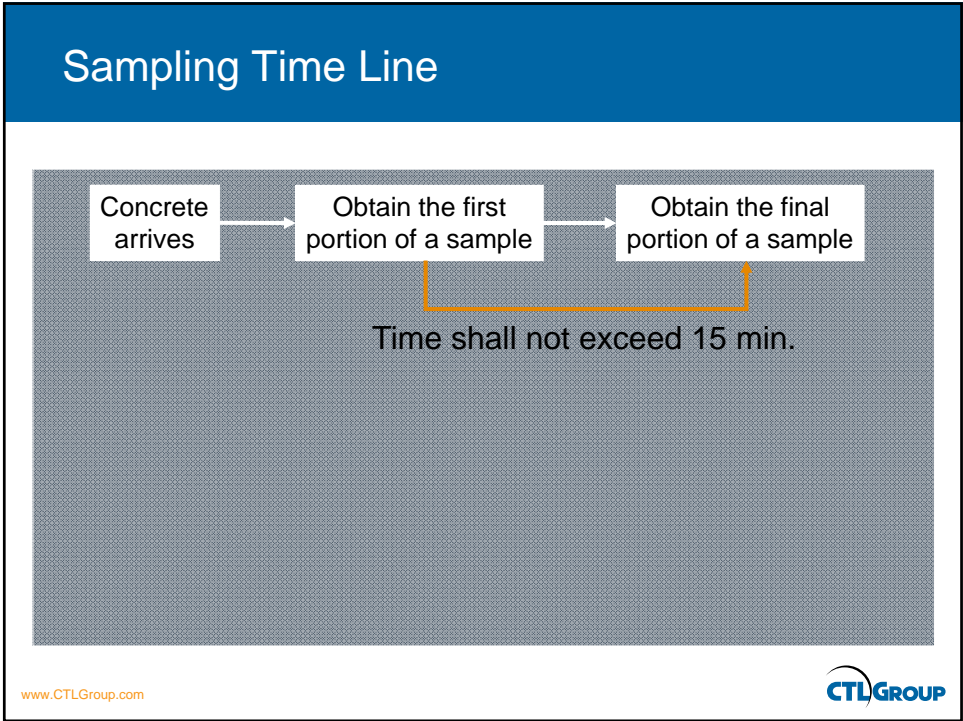 Sampling Time Line
Concrete
arrives
Obtain the first
portion of a sample
Obtain the final
portion of a sample
Time shall not exceed 15 min.
www.CTLGroup.com
CTLGROUP